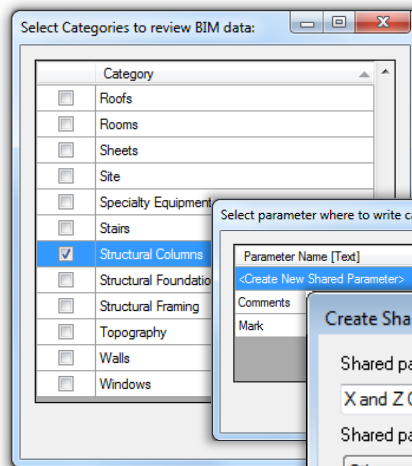 Select Categories to review BIM data:
Category
Roofs
Rooms
Sheets
Site
Specialty Equipment
Stairs
Structural Columns
Structural Foundatio
Structural Framing
Topography
Walls
Windows
Select parameter where to write ca
Parameter Name [Text]
<Create New Shared Parameter>
Comments
Mark
Create Sha
Shared pa
X and Z
Shared pa